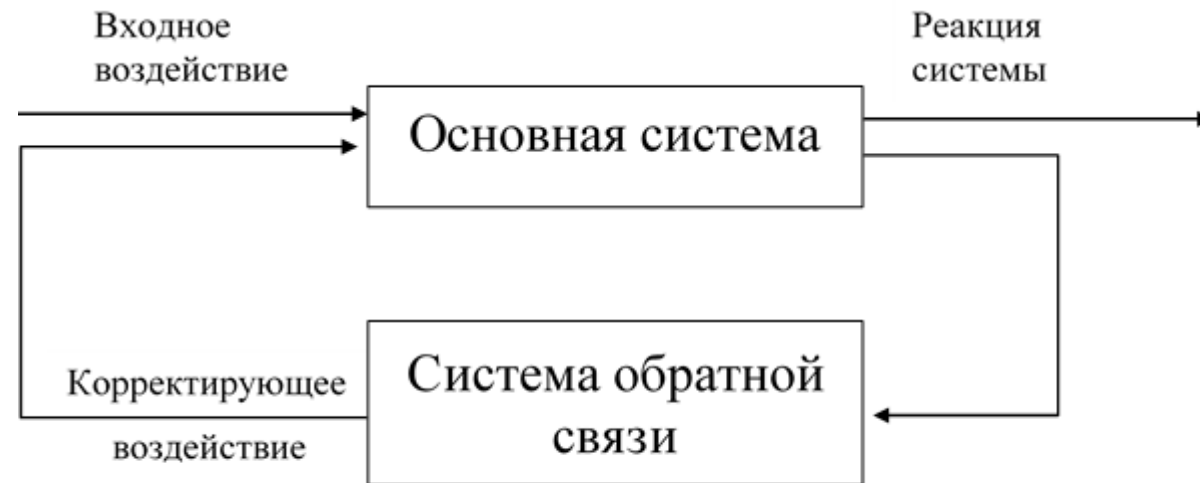 Входное
воздействие
Реакция
системы
Основная система
Система обратной
связи
Корректирующее
воздействие